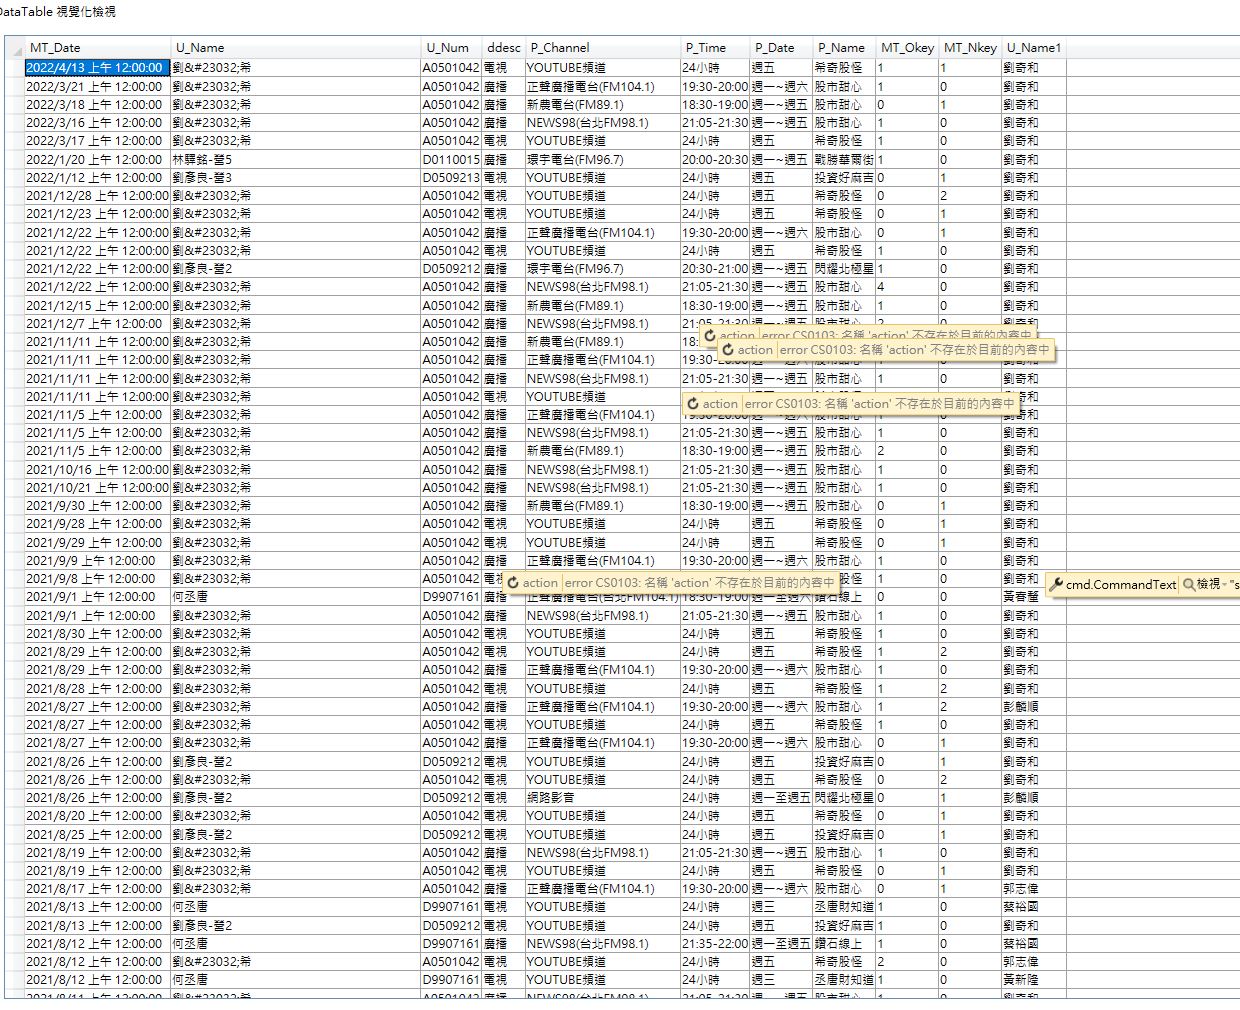 DataTable 視覺化檢視
MT_Date U_Name U_Num ddesc P_Channel P_Time P_Date P_Name MT_Okey MT_Nkey U_Name1
2022/4/13 上午 12:00:00 劉&#23032;希 A0501042 電視 YOUTUBE頻道 24小時 週五 希奇股怪 1 1 劉奇和
2022/3/21 上午 12:00:00 劉&#23032;希 A0501042 廣播 正聲廣播電台(FM104.1) 19:30-20:00 週一~週六 股市甜心 1 0 劉奇和
2022/3/18 上午 12:00:00 劉&#23032;希 A0501042 廣播 新農電台(FM89.1) 18:30-19:00 週一~週五 股市甜心 0 1 劉奇和
2022/3/16 上午 12:00:00 劉&#23032;希 A0501042 廣播 NEWS98(台北FM98.1) 21:05-21:30 週一~週五 股市甜心 1 0 劉奇和
2022/3/17 上午 12:00:00 劉&#23032;希 A0501042 電視 YOUTUBE頻道 24小時 週五 希奇股怪 1 0 劉奇和
2022/1/20 上午 12:00:00 林驛銘-營5 D0110015 廣播 環宇電台(FM96.7) 20:00-20:30 週一~週五 戰勝華爾街 1 0 劉奇和
2022/1/12 上午 12:00:00 劉彥良-營3 D0509213 電視 YOUTUBE頻道 24小時 週五 投資好麻吉 0 1 劉奇和
2021/12/28 上午 12:00:00 劉&#23032;希 A0501042 電視 YOUTUBE頻道 24小時 週五 希奇股怪 0 2 劉奇和
2021/12/23 上午 12:00:00 劉&#23032;希 A0501042 電視 YOUTUBE頻道 24小時 週五 希奇股怪 0 1 劉奇和
2021/12/22 上午 12:00:00 劉&#23032;希 A0501042 廣播 正聲廣播電台(FM104.1) 19:30-20:00 週一~週六 股市甜心 0 1 劉奇和
2021/12/22 上午 12:00:00 劉&#23032;希 A0501042 電視 YOUTUBE頻道 24小時 週五 希奇股怪 1 0 劉奇和
2021/12/22 上午 12:00:00 劉彥良-營2 D0509212 廣播 環宇電台(FM96.7) 20:30-21:00 週一~週五 閃耀北極星 1 0 劉奇和
2021/12/22 上午 12:00:00 劉&#23032;希 A0501042 廣播 NEWS98(台北FM98.1) 21:05-21:30 週一~週五 股市甜心 4 0 劉奇和
2021/12/15 上午 12:00:00 劉&#23032;希 A0501042 廣播 新農電台(FM89.1) 18:30-19:00 週一~週五 股市甜心 1 0 劉奇和
2021/12/7 上午 12:00:00 劉&#23032;希 A0501042 廣播 NEWS98(台北FM98.1) 21:05-21:30 週一~週五 股市甜心 劉奇和
action error CS0103: 名稱 'action' 不存在於目前的內容中
2021/11/11 上午 12:00:00 劉&#23032;希 A0501042 廣播 新農電台(FM89.1) 18:
action error CS0103: 名稱 'action' 不存在於目前的內容中
2021/11/11 上午 12:00:00 劉&#23032;希 A0501042 廣播 正聲廣播電台(FM104.1) 19:30-
2021/11/11 上午 12:00:00 劉&#23032;希 A0501042 廣播 NEWS98(台北FM98.1) 21:05-21:30 週一~週五 股市甜心 1 0 劉奇和
2021/11/11 上午 12:00:00 劉&#23032;希 A0501042 電視 YOUTUBE頻道
action error CS0103: 名稱 'action' 不存在於目前的內容中
2021/11/5 上午 12:00:00 劉&#23032;希 A0501042 廣播 正聲廣播電台(FM104.1) 劉奇和
2021/11/5 上午 12:00:00 劉&#23032;希 A0501042 廣播 NEWS98(台北FM98.1) 21:05-21:30 週一~週五 股市甜心 1 0 劉奇和
2021/11/5 上午 12:00:00 劉&#23032;希 A0501042 廣播 新農電台(FM89.1) 18:30-19:00 週一~週五 股市甜心 2 0 劉奇和
2021/10/16 上午 12:00:00 劉&#23032;希 A0501042 廣播 NEWS98(台北FM98.1) 21:05-21:30 週一~週五 股市甜心 1 0 劉奇和
2021/10/21 上午 12:00:00 劉&#23032;希 A0501042 廣播 NEWS98(台北FM98.1) 21:05-21:30 週一~週五 股市甜心 1 0 劉奇和
2021/9/30 上午 12:00:00 劉&#23032;希 A0501042 廣播 新農電台(FM89.1) 18:30-19:00 週一~週五 股市甜心 0 1 劉奇和
2021/9/28 上午 12:00:00 劉&#23032;希 A0501042 電視 YOUTUBE頻道 24小時 週五 希奇股怪 0 1 劉奇和
2021/9/29 上午 12:00:00 劉&#23032;希 A0501042 電視 YOUTUBE頻道 24小時 週五 希奇股怪 0 1 劉奇和
2021/9/9 上午 12:00:00 劉&#23032;希 A0501042 廣播 正聲廣播電台(FM104.1) 19:30-20:00 週一~週六 股市甜心 1 0 劉奇和
2021/9/8 上午 12:00:00 劉&#23032;希 A0501042 電視 1 0 劉奇和
action error CS0103: 名稱 'action' 不存在於目前的內容中
cmd.CommandText 檢視 "s
2021/9/1 上午 12:00:00 何丞唐 D9907161 廣播 正聲廣播電台(台北FM104.1) 18:30-19:00 週一至週六 鑽石線上 0 0 黃春蓉
2021/9/1 上午 12:00:00 劉&#23032;希 A0501042 廣播 NEWS98(台北FM98.1) 21:05-21:30 週一~週五 股市甜心 1 0 劉奇和
2021/8/30 上午 12:00:00 劉&#23032;希 A0501042 電視 YOUTUBE頻道 24小時 週五 希奇股怪 1 0 劉奇和
2021/8/29 上午 12:00:00 劉&#23032;希 A0501042 電視 YOUTUBE頻道 24小時 週五 希奇股怪 1 2 劉奇和
2021/8/29 上午 12:00:00 劉&#23032;希 A0501042 廣播 正聲廣播電台(FM104.1) 19:30-20:00 週一~週六 股市甜心 1 0 劉奇和
2021/8/28 上午 12:00:00 劉&#23032;希 A0501042 電視 YOUTUBE頻道 24小時 週五 希奇股怪 1 2 劉奇和
2021/8/27 上午 12:00:00 劉&#23032;希 A0501042 廣播 正聲廣播電台(FM104.1) 19:30-20:00 週一~週六 股市甜心 1 2 彭麟順
2021/8/27 上午 12:00:00 劉&#23032;希 A0501042 電視 YOUTUBE頻道 24小時 週五 希奇股怪 1 0 劉奇和
2021/8/27 上午 12:00:00 劉&#23032;希 A0501042 廣播 正聲廣播電台(FM104.1) 19:30-20:00 週一~週六 股市甜心 0 1 劉奇和
2021/8/26 上午 12:00:00 劉彥良-營2 D0509212 電視 YOUTUBE頻道 24小時 週五 投資好麻吉 0 1 劉奇和
2021/8/26 上午 12:00:00 劉&#23032;希 A0501042 電視 YOUTUBE頻道 24小時 週五 希奇股怪 0 2 劉奇和
2021/8/26 上午 12:00:00 劉彥良-營2 D0509212 電視 網路影音 24小時 週一至週五 閃耀北極星 0 1 彭麟順
2021/8/20 上午 12:00:00 劉&#23032;希 A0501042 電視 YOUTUBE頻道 24小時 週五 希奇股怪 1 0 劉奇和
2021/8/25 上午 12:00:00 劉彥良-營2 D0509212 電視 YOUTUBE頻道 24小時 週五 投資好麻吉 0 1 劉奇和
2021/8/19 上午 12:00:00 劉&#23032;希 A0501042 廣播 NEWS98(台北FM98.1) 21:05-21:30 週一~週五 股市甜心 1 0 劉奇和
2021/8/19 上午 12:00:00 劉&#23032;希 A0501042 電視 YOUTUBE頻道 24小時 週五 希奇股怪 0 1 劉奇和
2021/8/17 上午 12:00:00 劉&#23032;希 A0501042 廣播 正聲廣播電台(FM104.1) 19:30-20:00 週一~週六 股市甜心 0 1 郭志偉
2021/8/13 上午 12:00:00 何丞唐 D9907161 電視 YOUTUBE頻道 24小時 週三 丞唐財知道 1 0 蔡裕國
2021/8/13 上午 12:00:00 劉彥良-營2 D0509212 電視 YOUTUBE頻道 24小時 週五 投資好麻吉 1 0 劉奇和
2021/8/12 上午 12:00:00 何丞唐 D9907161 廣播 NEWS98(台北FM98.1) 21:35-22:00 週一至週五 鑽石線上 1 0 蔡裕國
2021/8/12 上午 12:00:00 劉&#23032;希 A0501042 電視 YOUTUBE頻道 24小時 週五 希奇股怪 2 0 郭志偉
2021/8/12 上午 12:00:00 何丞唐 D9907161 電視 YOUTUBE頻道 24小時 週三 丞唐財知道 1 0 黃新隆
2021/8/11 上午 12:00:00 劉&#23032;希 A0501042 廣播 NEWS98(台北FM98.1) 21:05-21:30 週一~週五 股市甜心 1 0 劉奇和